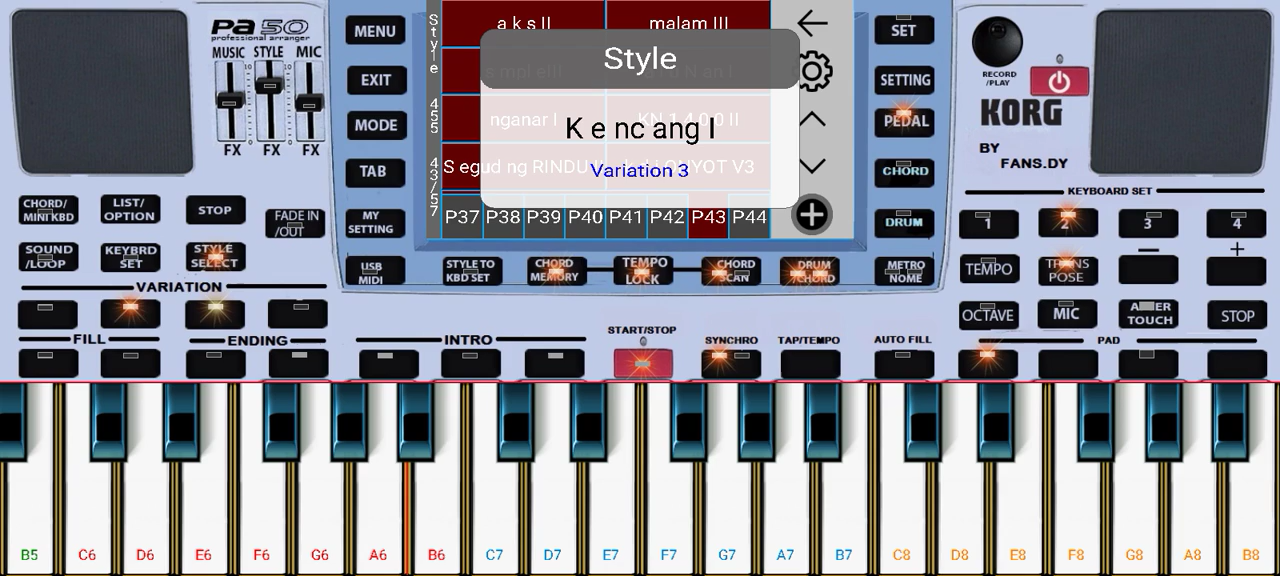 Pa50
professional arranger
MUSIC STYLE MIC
FX FX FX
CHORD/
MINI KBD
LIST/
OPTION
STOP
FADE IN
/OUT
SOUND
/LOOP
KEYBRD
SET
STYLE
SELECT
VARIATION
FILL
ENDING
MENU
EXIT
MODE
TAB
MY
SETTING
USB
MIDI
Style
455
43/57
a k s II
malam III
Style
nganar I
KN 1 4 0 0 II
K e nc ang I
S egud ng RINDU
ONYOT V3
Variation 3
P37 P38 P39 P40 P41 P42 P43 P44
STYLE TO
KBD SET
CHORD
MEMORY
TEMPO
LOCK
CHORD
SCAN
DRUM
/CHORD
METRO
NOME
INTRO
START/STOP
SYNCHRO
TAP/TEMPO
AUTO FILL
SET
SETTING
PEDAL
CHORD
DRUM
RECORD
/PLAY
KORG
BY
FANS.DY
KEYBOARD SET
1 2 3 4
TEMPO
TRANS
POSE
− +
OCTAVE
MIC
AFTER
TOUCH
STOP
PAD
B5 C6 D6 E6 F6 G6 A6 B6 C7 D7 E7 F7 G7 A7 B7 C8 D8 E8 F8 G8 A8 B8